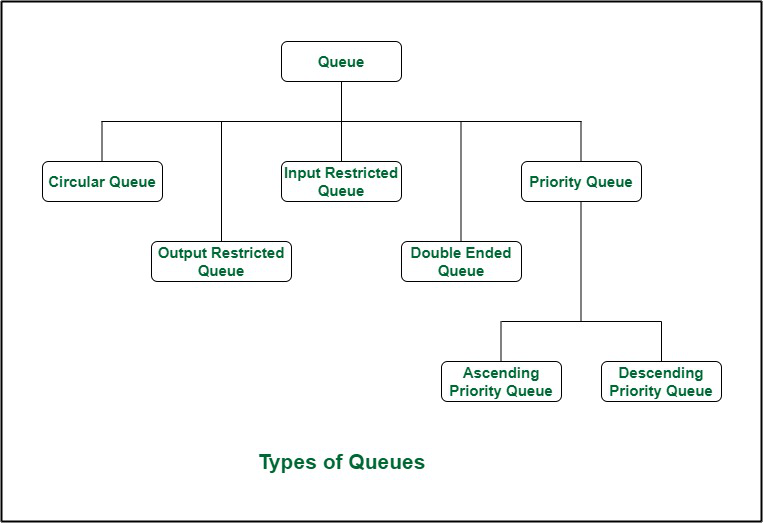 Queue
Circular Queue
Input Restricted
Queue
Priority Queue
Output Restricted
Queue
Double Ended
Queue
Ascending
Priority Queue
Descending
Priority Queue
Types of Queues